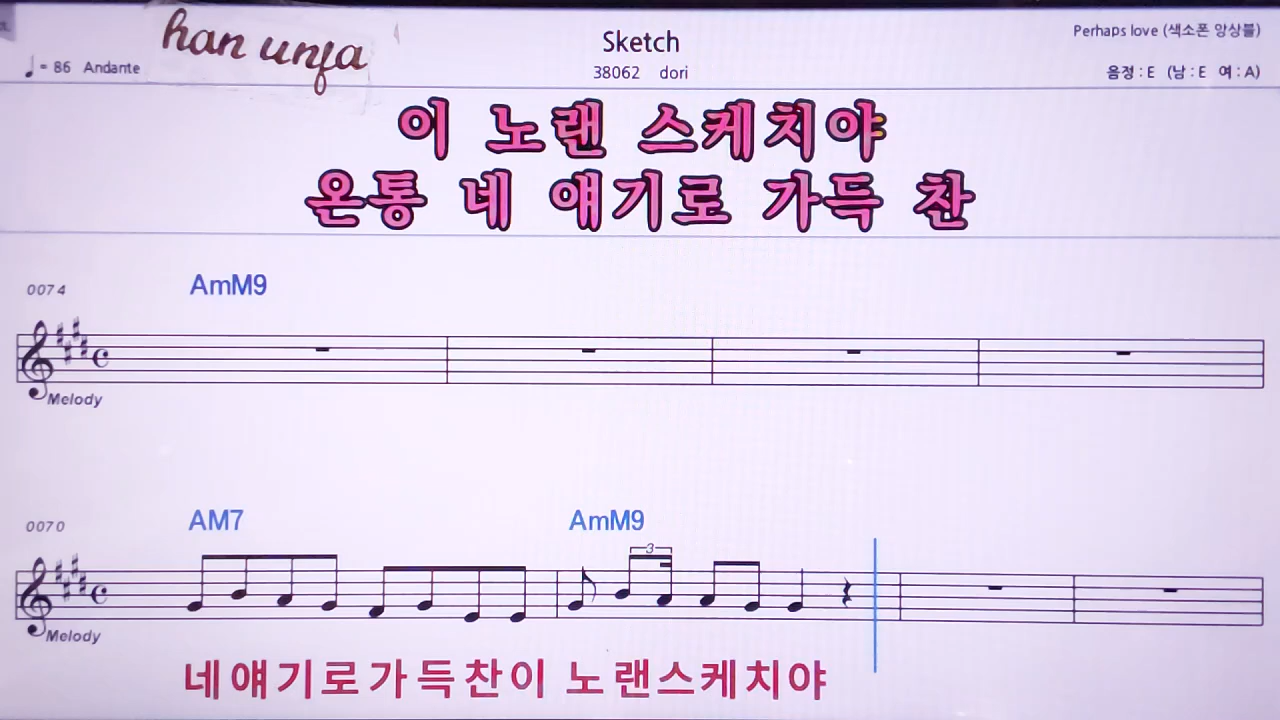 han unfa
Sketch
Perhaps love (색소폰 앙상블)
♩= 86 Andante
38062 dori
음정 : E (남 : E 여 : A)
이 노랜 스케치야
온통 네 얘기로 가득 찬
0074 AmM9
Melody
0070 AM7 AmM9
3
Melody
네얘기로가득찬이 노랜스케치야